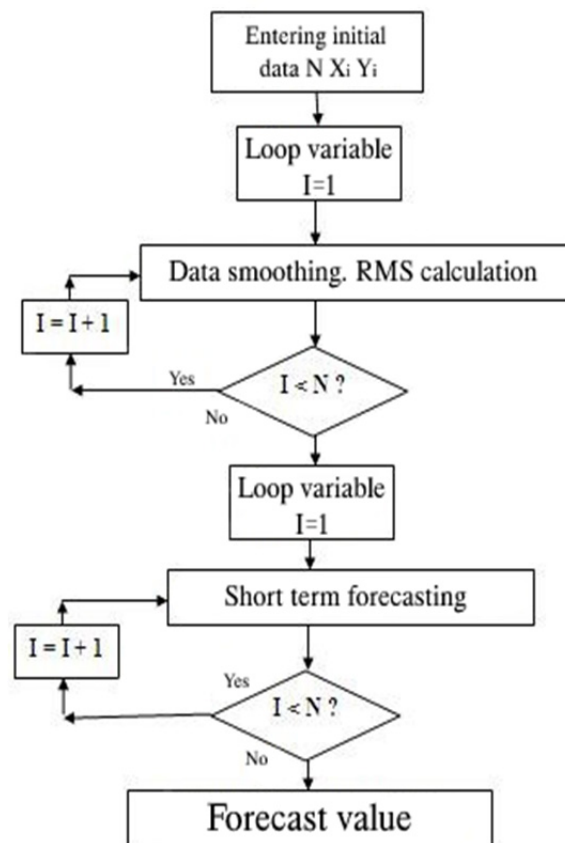 Entering initial
data N Xi Yi
Loop variable
I=1
Data smoothing. RMS calculation
I = I + 1
I < N ?
Yes
No
Loop variable
I=1
Short term forecasting
I = I + 1
Yes
I < N ?
No
Forecast value